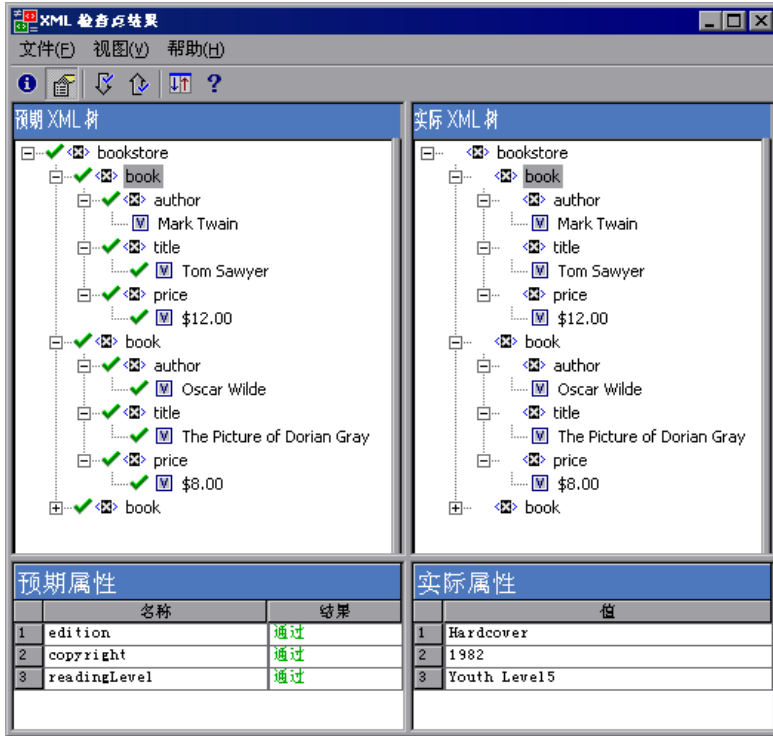 XML 检查点结果
文件(F) 视图(V) 帮助(H)
预期 XML 树
bookstore
book
author
Mark Twain
title
Tom Sawyer
price
$12.00
book
author
Oscar Wilde
title
The Picture of Dorian Gray
price
$8.00
book
实际 XML 树
bookstore
book
author
Mark Twain
title
Tom Sawyer
price
$12.00
book
author
Oscar Wilde
title
The Picture of Dorian Gray
price
$8.00
book
预期属性
名称 结果
1 edition 通过
2 copyright 通过
3 readingLevel 通过
实际属性
值
1 Hardcover
2 1982
3 Youth Level5